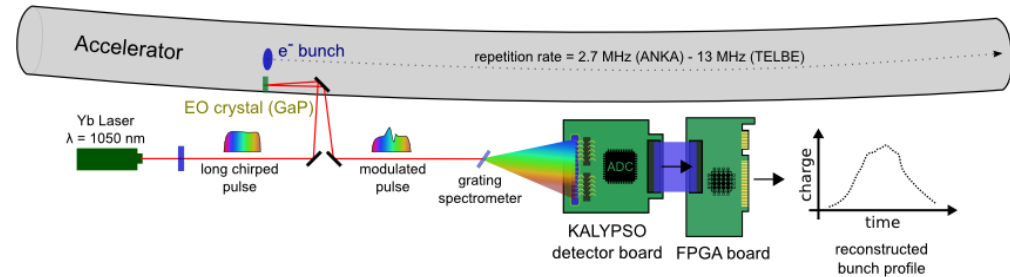 Accelerator
e⁻ bunch
repetition rate = 2.7 MHz (ANKA) - 13 MHz (TELBE)
EO crystal (GaP)
Yb Laser
λ = 1050 nm
long chirped
pulse
modulated
pulse
grating
spectrometer
ADC
KALYPSO
detector board
FPGA board
charge
time
reconstructed
bunch profile